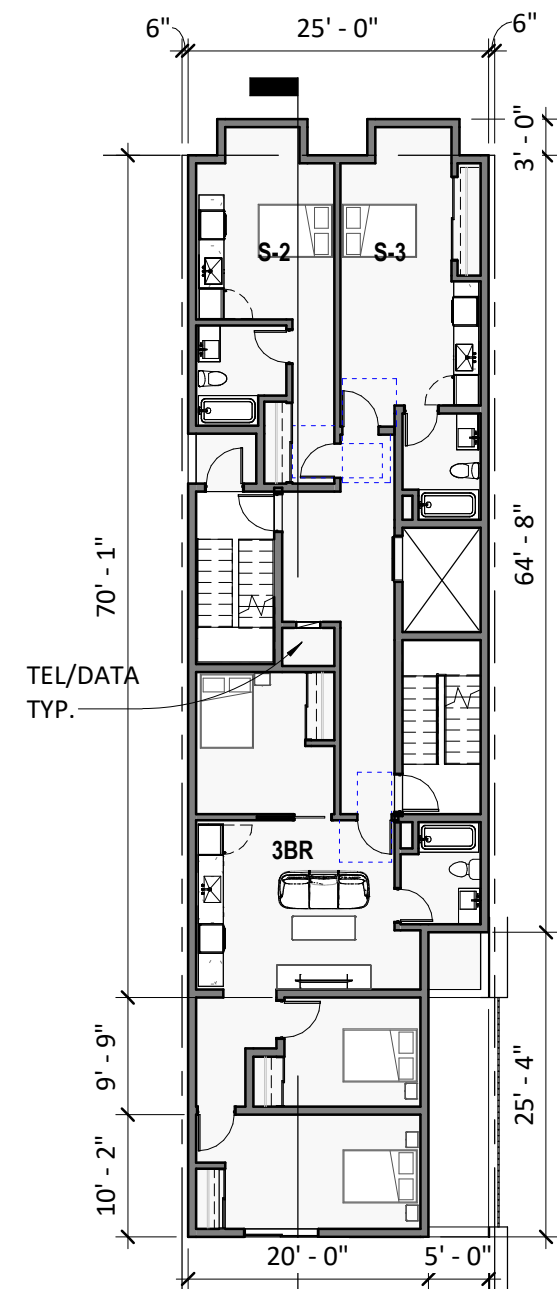 6"
25' - 0"
6"
3' - 0"
S-2
S-3
70' - 1"
64' - 8"
TEL/DATA
TYP.
3BR
9' - 9"
25' - 4"
10' - 2"
20' - 0"
5' - 0"